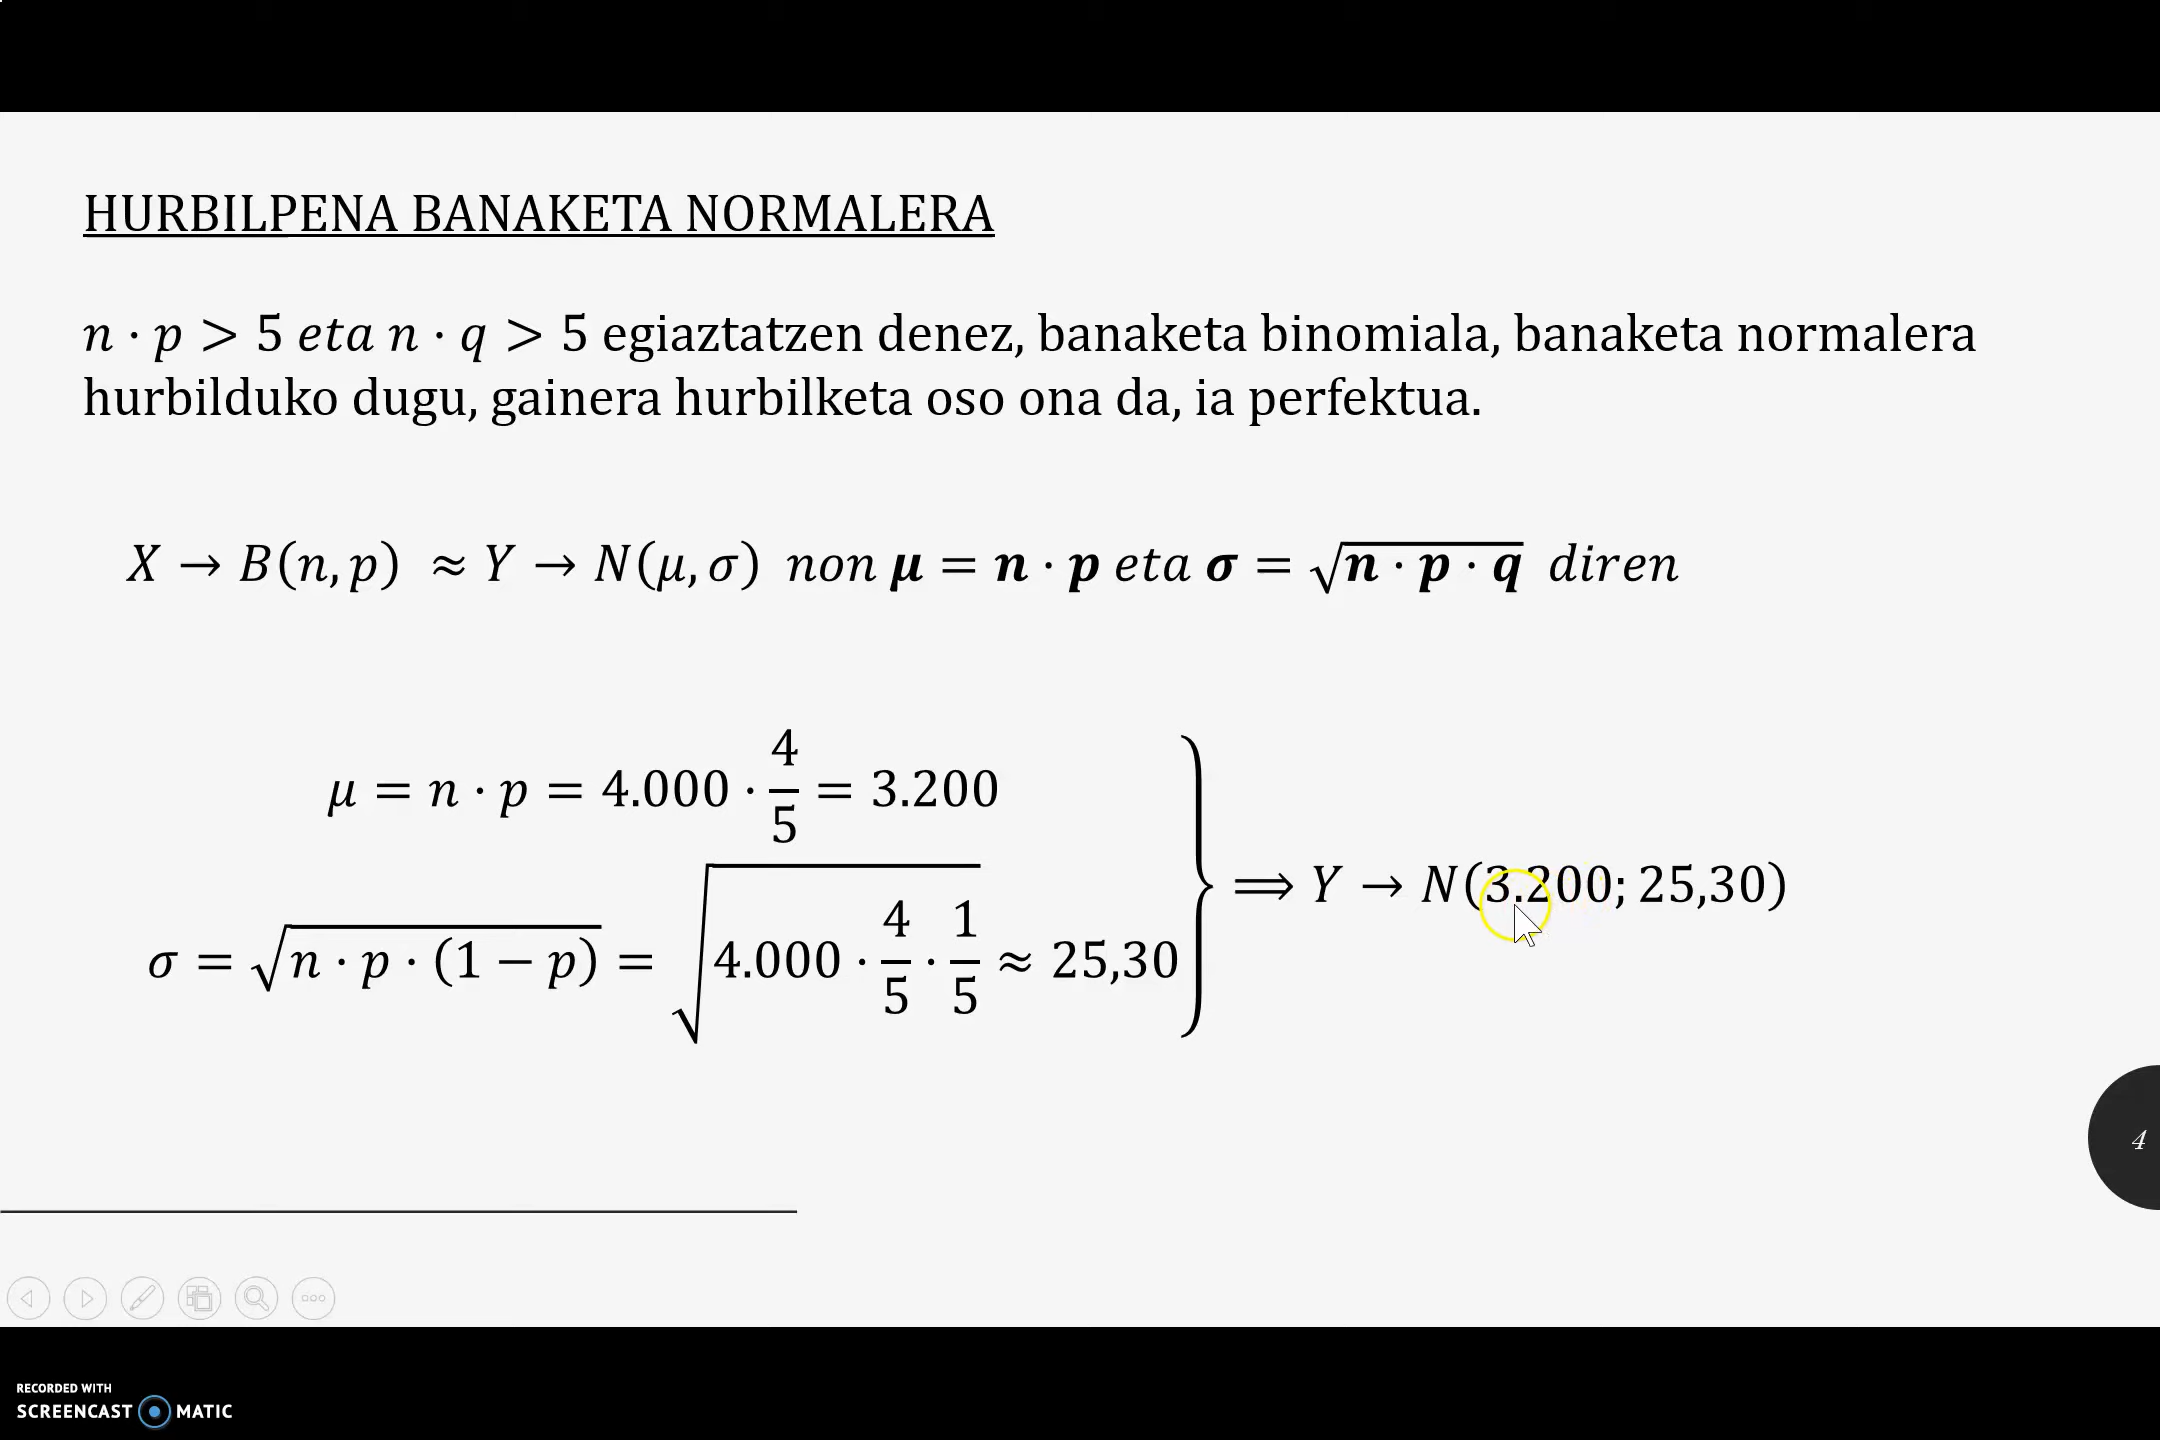 HURBILPENA BANAKETA NORMALERA
n · p > 5 eta n · q > 5 egiaztatzen denez, banaketa binomiala, banaketa normalera
hurbilduko dugu, gainera hurbilketa oso ona da, ia perfektua.
X → B(n, p) ≈ Y → N(μ, σ) non μ = n · p eta σ = √(n · p · q) diren
μ = n · p = 4.000 · 4/5 = 3.200
σ = √(n · p · (1 − p)) = √(4.000 · 4/5 · 1/5) ≈ 25,30
} ⟹ Y → N(3.200; 25,30)
4
RECORDED WITH
SCREENCAST MATIC